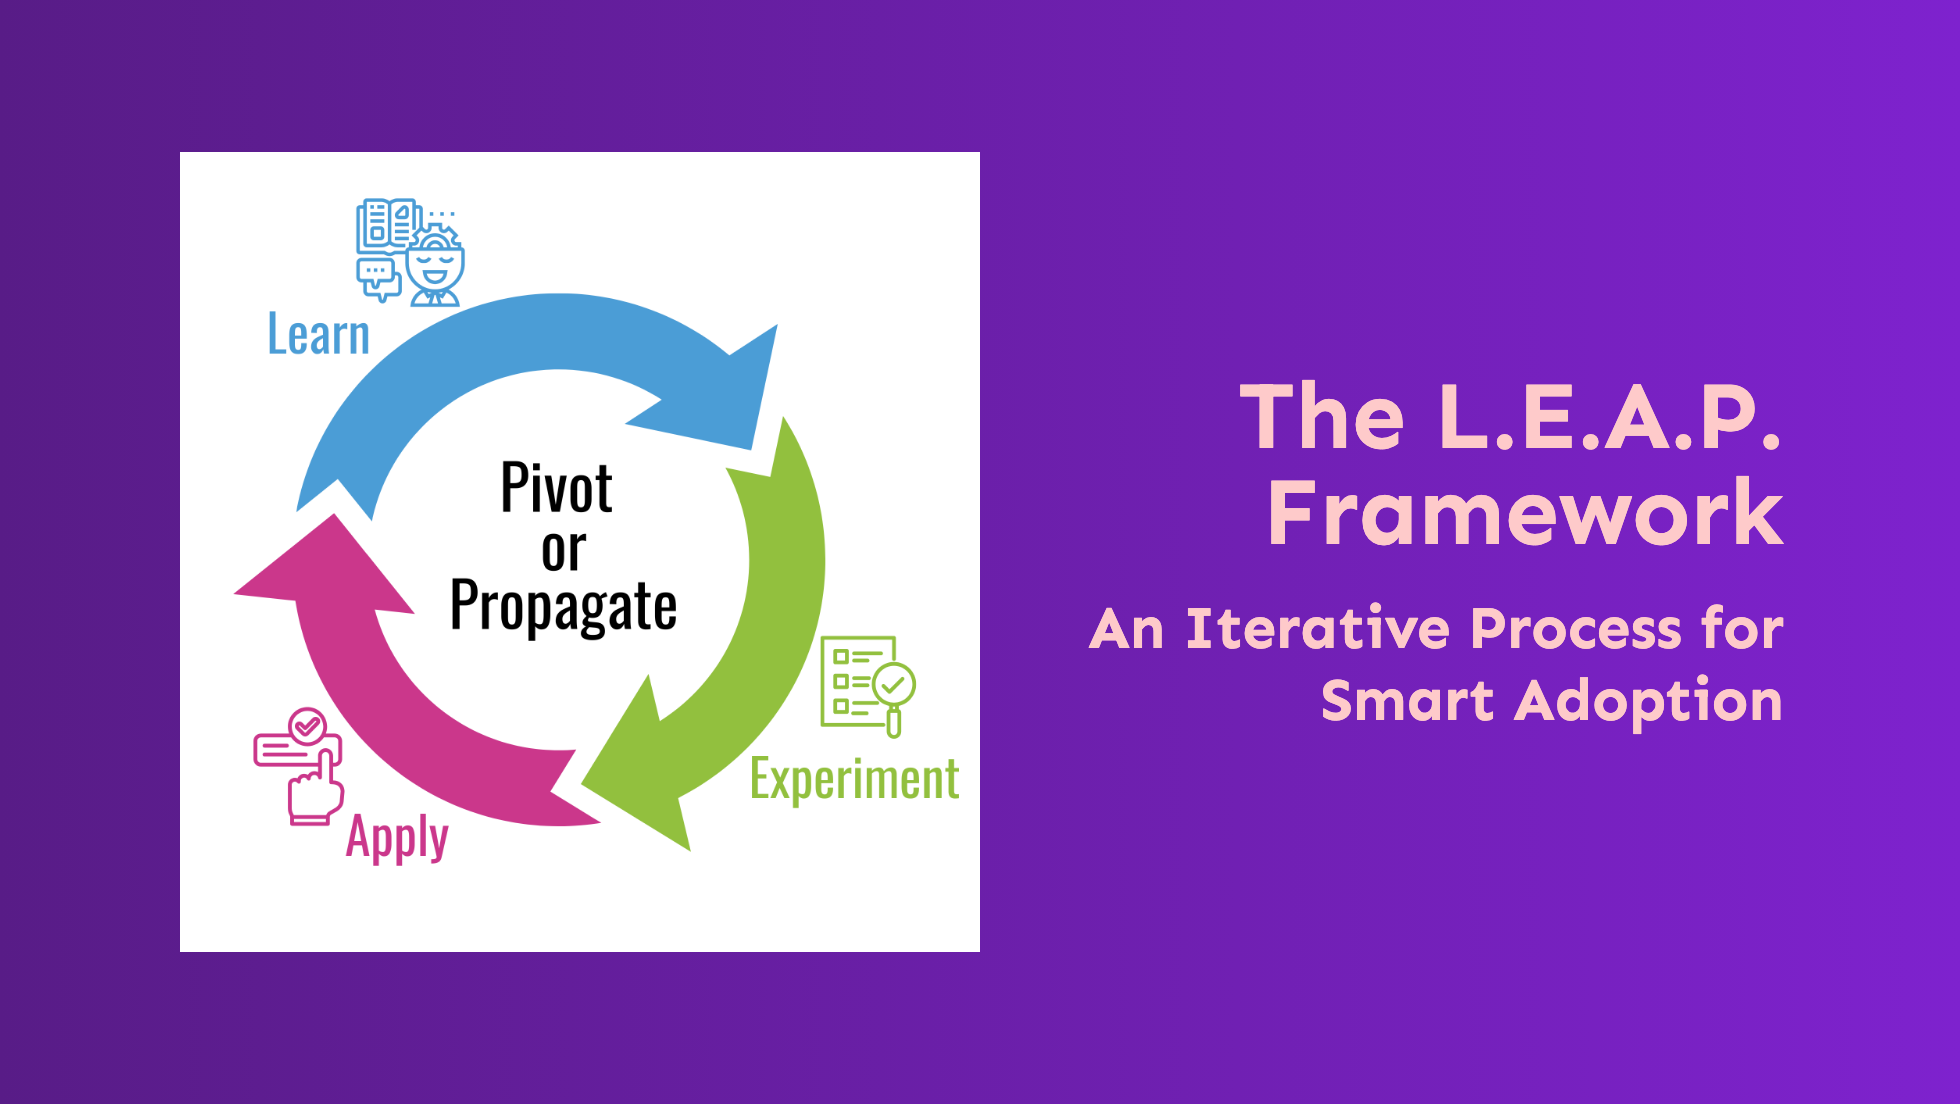 Learn
Pivot
or
Propagate
Experiment
Apply
The L.E.A.P.
Framework
An Iterative Process for
Smart Adoption